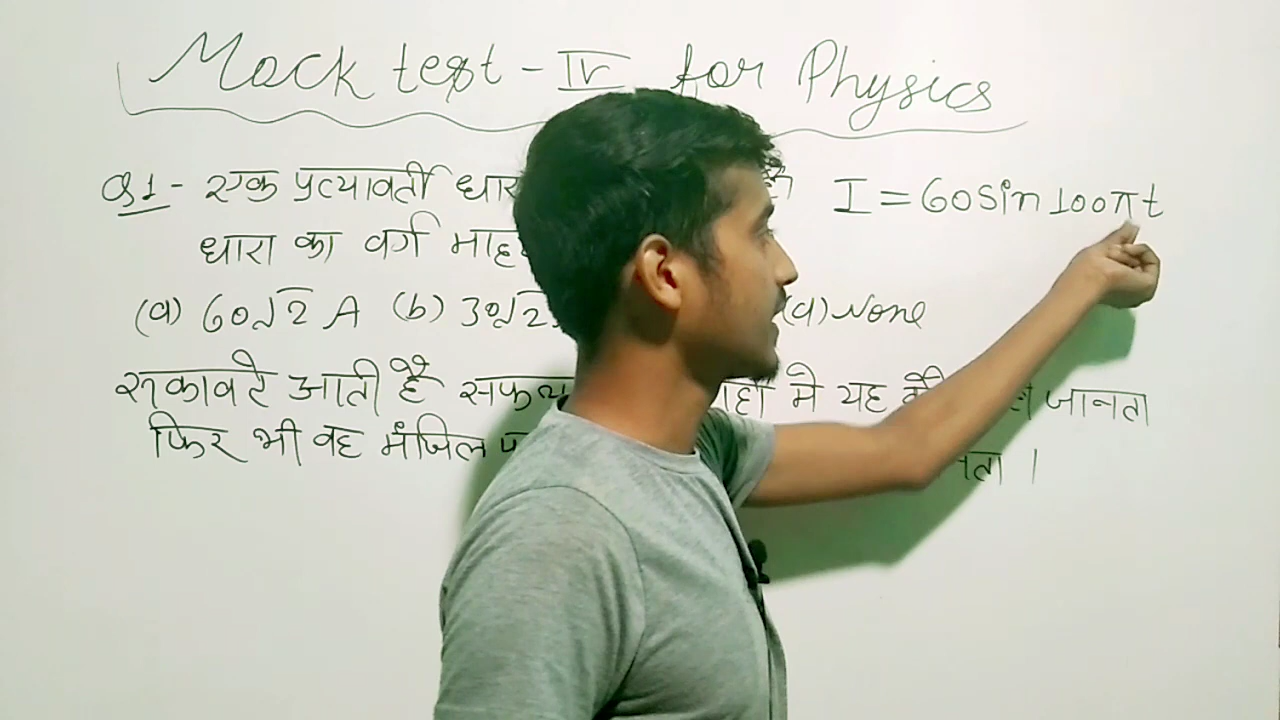 Mock test - IV for Physics
Q1 - एक प्रत्यावर्ती I = 60 sin 100πt
धारा का वर्ग
(a) 60√2 A (b) 30√2 (d) None
रूकावटे आती है मे यह जानता
फिर भी वह मंजिल